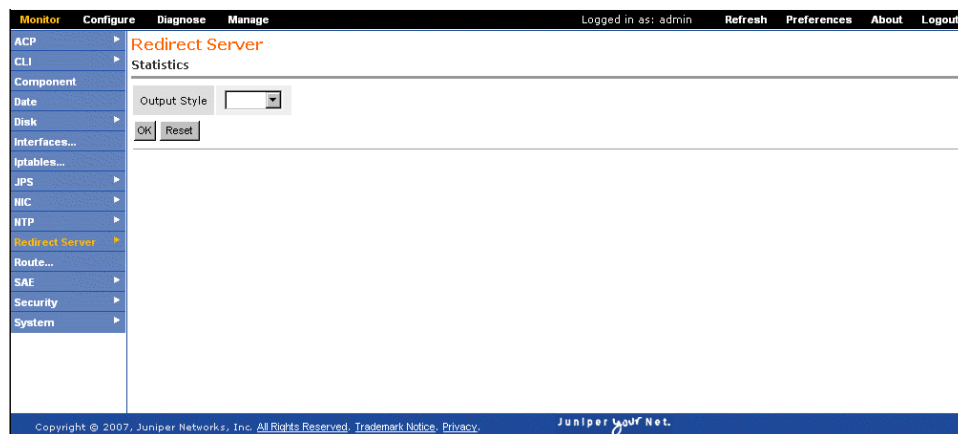 Monitor Configure Diagnose Manage Logged in as: admin Refresh Preferences About Logout
ACP
CLI
Component
Date
Disk
Interfaces...
Iptables...
JPS
NIC
NTP
Redirect Server
Route...
SAE
Security
System
Redirect Server
Statistics
Output Style
OK Reset
Copyright © 2007, Juniper Networks, Inc. All Rights Reserved. Trademark Notice. Privacy.
Juniper your Net.